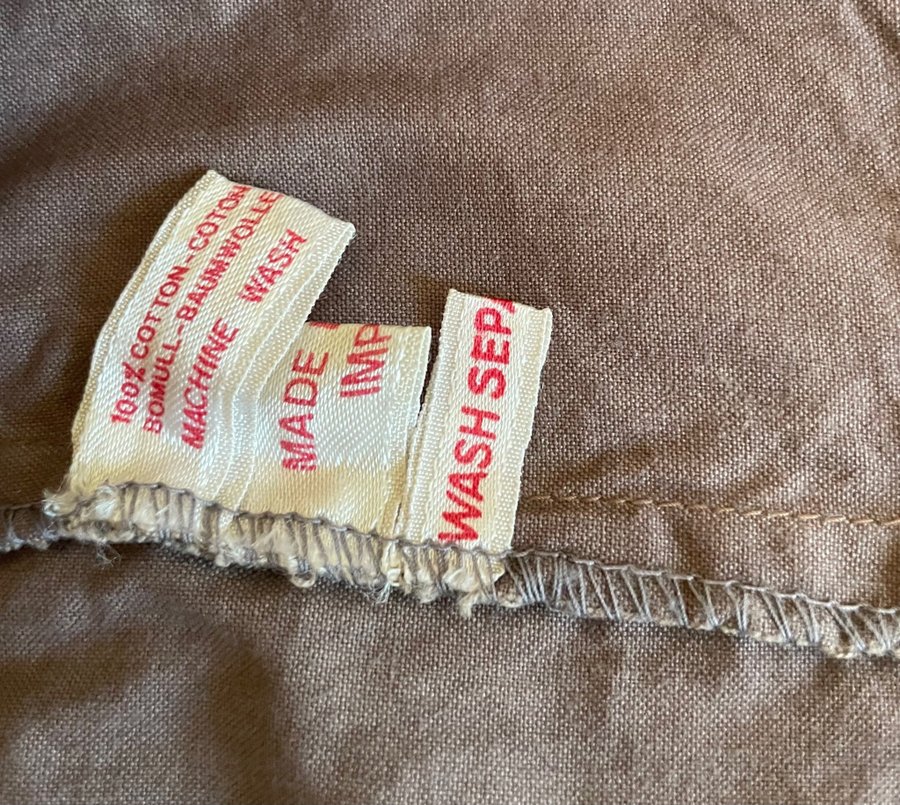 100% COTTON - COTON
BOMULL - BAUMWOLLE
MACHINE WASH
MADE
IMP
WASH SEP